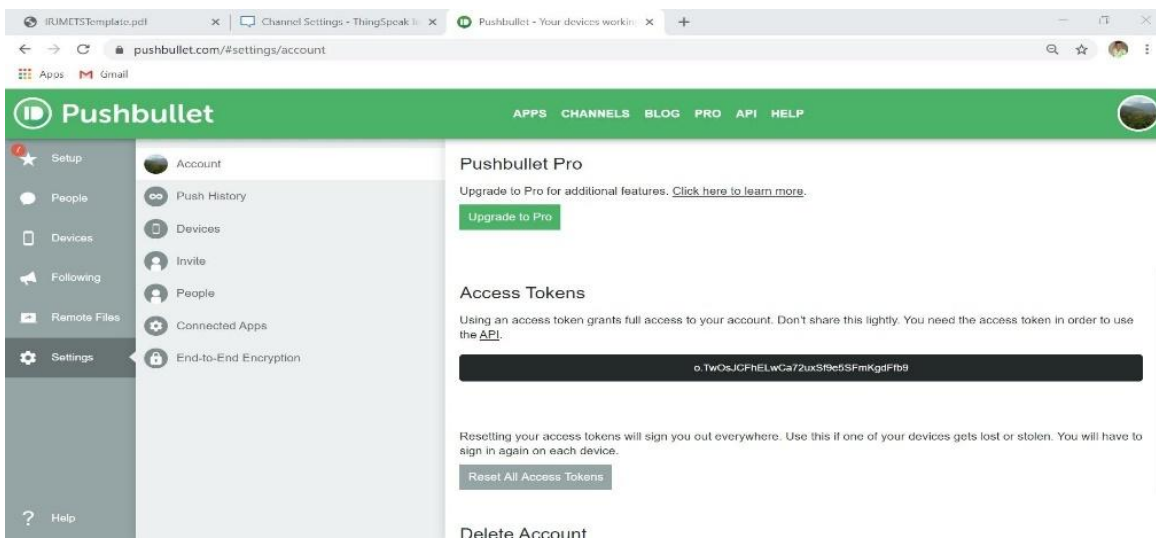 IRJMETSTemplate.pdf
Channel Settings - ThingSpeak I
Pushbullet - Your devices workin
pushbullet.com/#settings/account
Apps
Gmail
Pushbullet
APPS CHANNELS BLOG PRO API HELP
Setup
People
Devices
Following
Remote Files
Settings
Help
Account
Push History
Devices
Invite
People
Connected Apps
End-to-End Encryption
Pushbullet Pro
Upgrade to Pro for additional features. Click here to learn more.
Upgrade to Pro
Access Tokens
Using an access token grants full access to your account. Don't share this lightly. You need the access token in order to use
the API.
o.TwOsJCFhELwCa72uxSf9e5SFmKgdFfb9
Resetting your access tokens will sign you out everywhere. Use this if one of your devices gets lost or stolen. You will have to
sign in again on each device.
Reset All Access Tokens
Delete Account